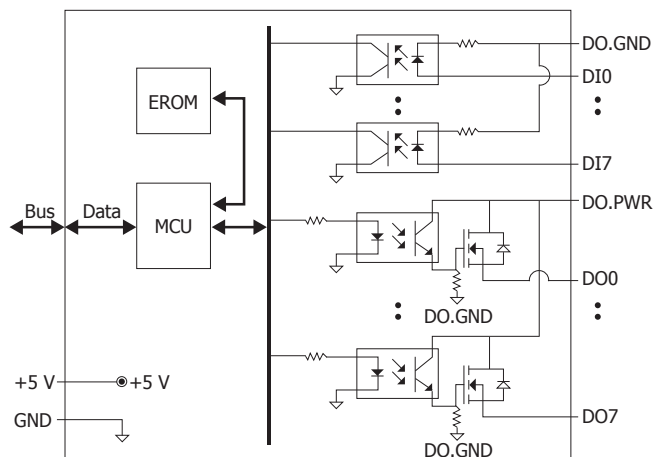 DO.GND
DI0
EROM
DI7
Bus
Data
MCU
DO.PWR
DO0
DO.GND
+5 V
+5 V
GND
DO7
DO.GND